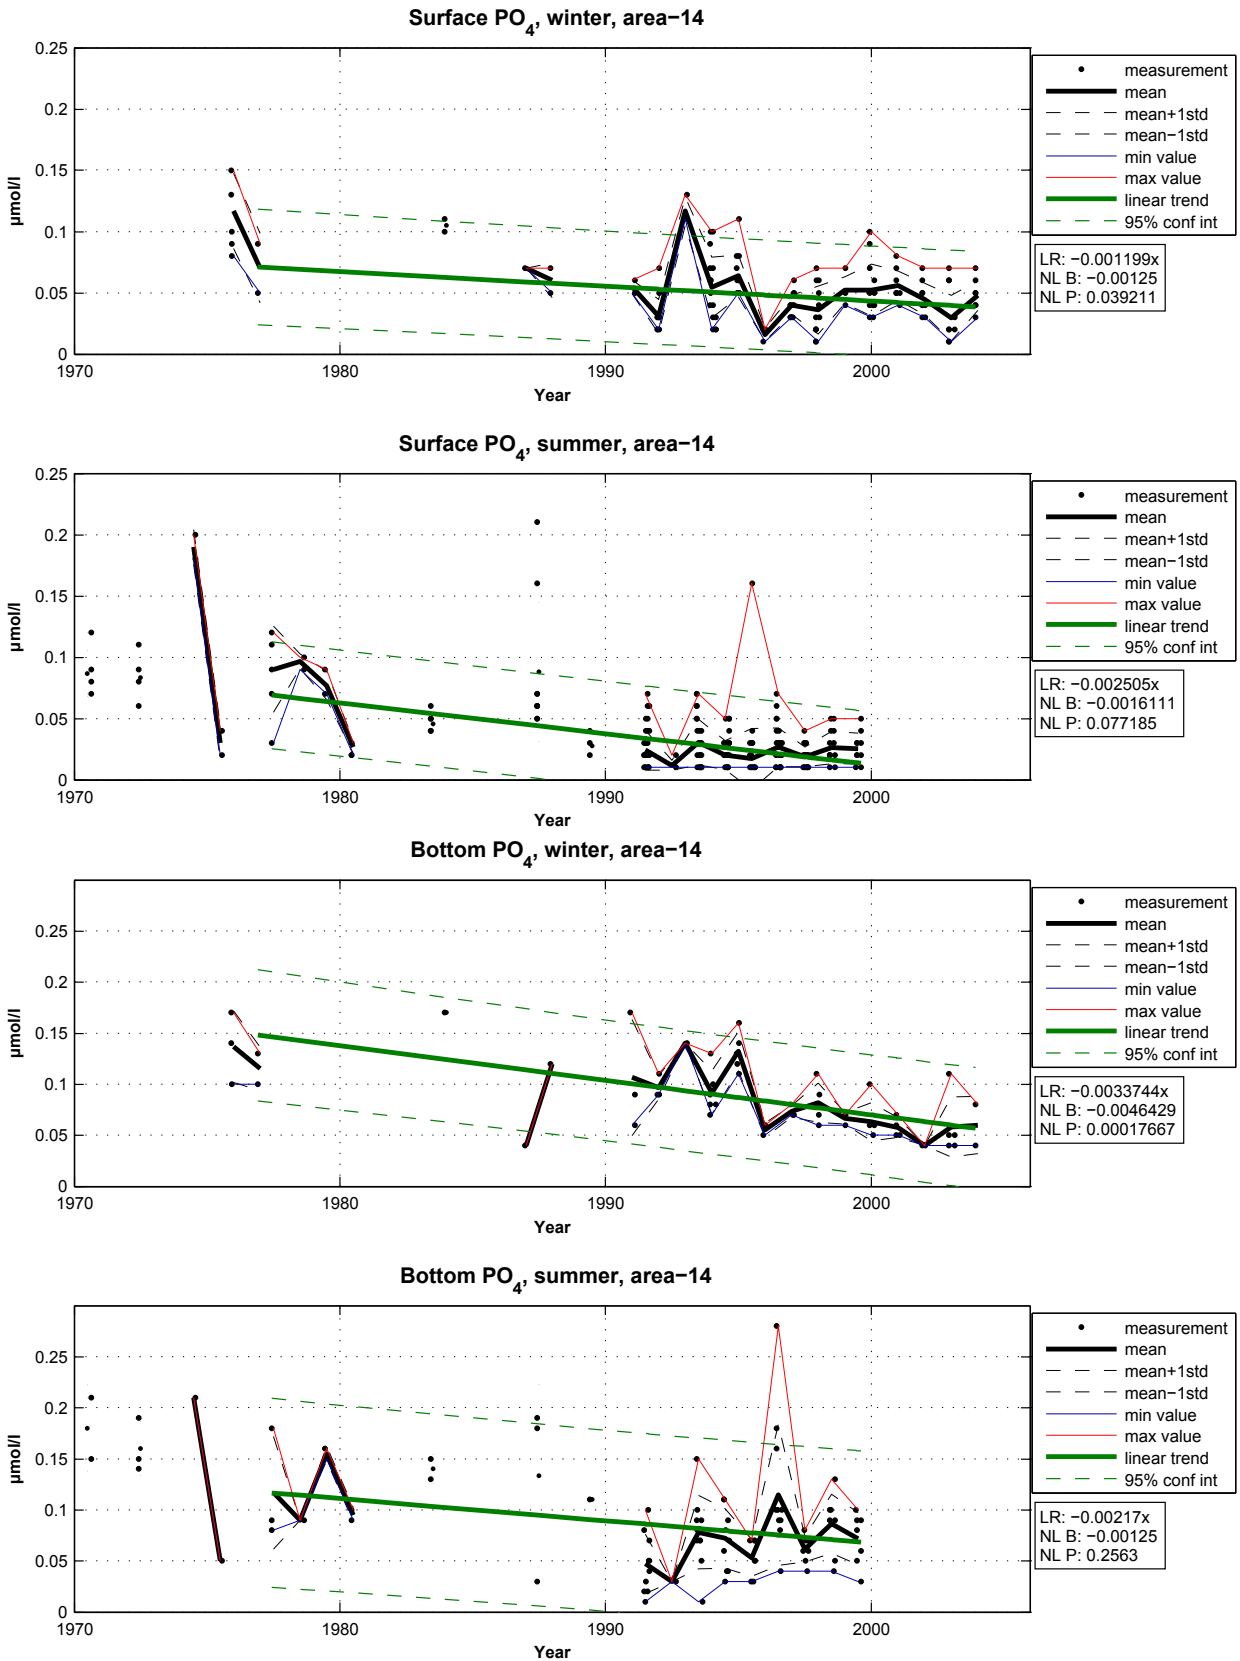 Surface PO4, winter, area−14
0.25
0.2
0.15
0.1
0.05
0
µmol/l
1970
1980
1990
2000
Year
measurement
mean
mean+1std
mean−1std
min value
max value
linear trend
95% conf int
LR: −0.001199x
NL B: −0.00125
NL P: 0.039211
Surface PO4, summer, area−14
0.25
0.2
0.15
0.1
0.05
0
µmol/l
1970
1980
1990
2000
Year
measurement
mean
mean+1std
mean−1std
min value
max value
linear trend
95% conf int
LR: −0.002505x
NL B: −0.0016111
NL P: 0.077185
Bottom PO4, winter, area−14
0.25
0.2
0.15
0.1
0.05
0
µmol/l
1970
1980
1990
2000
Year
measurement
mean
mean+1std
mean−1std
min value
max value
linear trend
95% conf int
LR: −0.0033744x
NL B: −0.0046429
NL P: 0.00017667
Bottom PO4, summer, area−14
0.25
0.2
0.15
0.1
0.05
0
µmol/l
1970
1980
1990
2000
Year
measurement
mean
mean+1std
mean−1std
min value
max value
linear trend
95% conf int
LR: −0.00217x
NL B: −0.00125
NL P: 0.2563